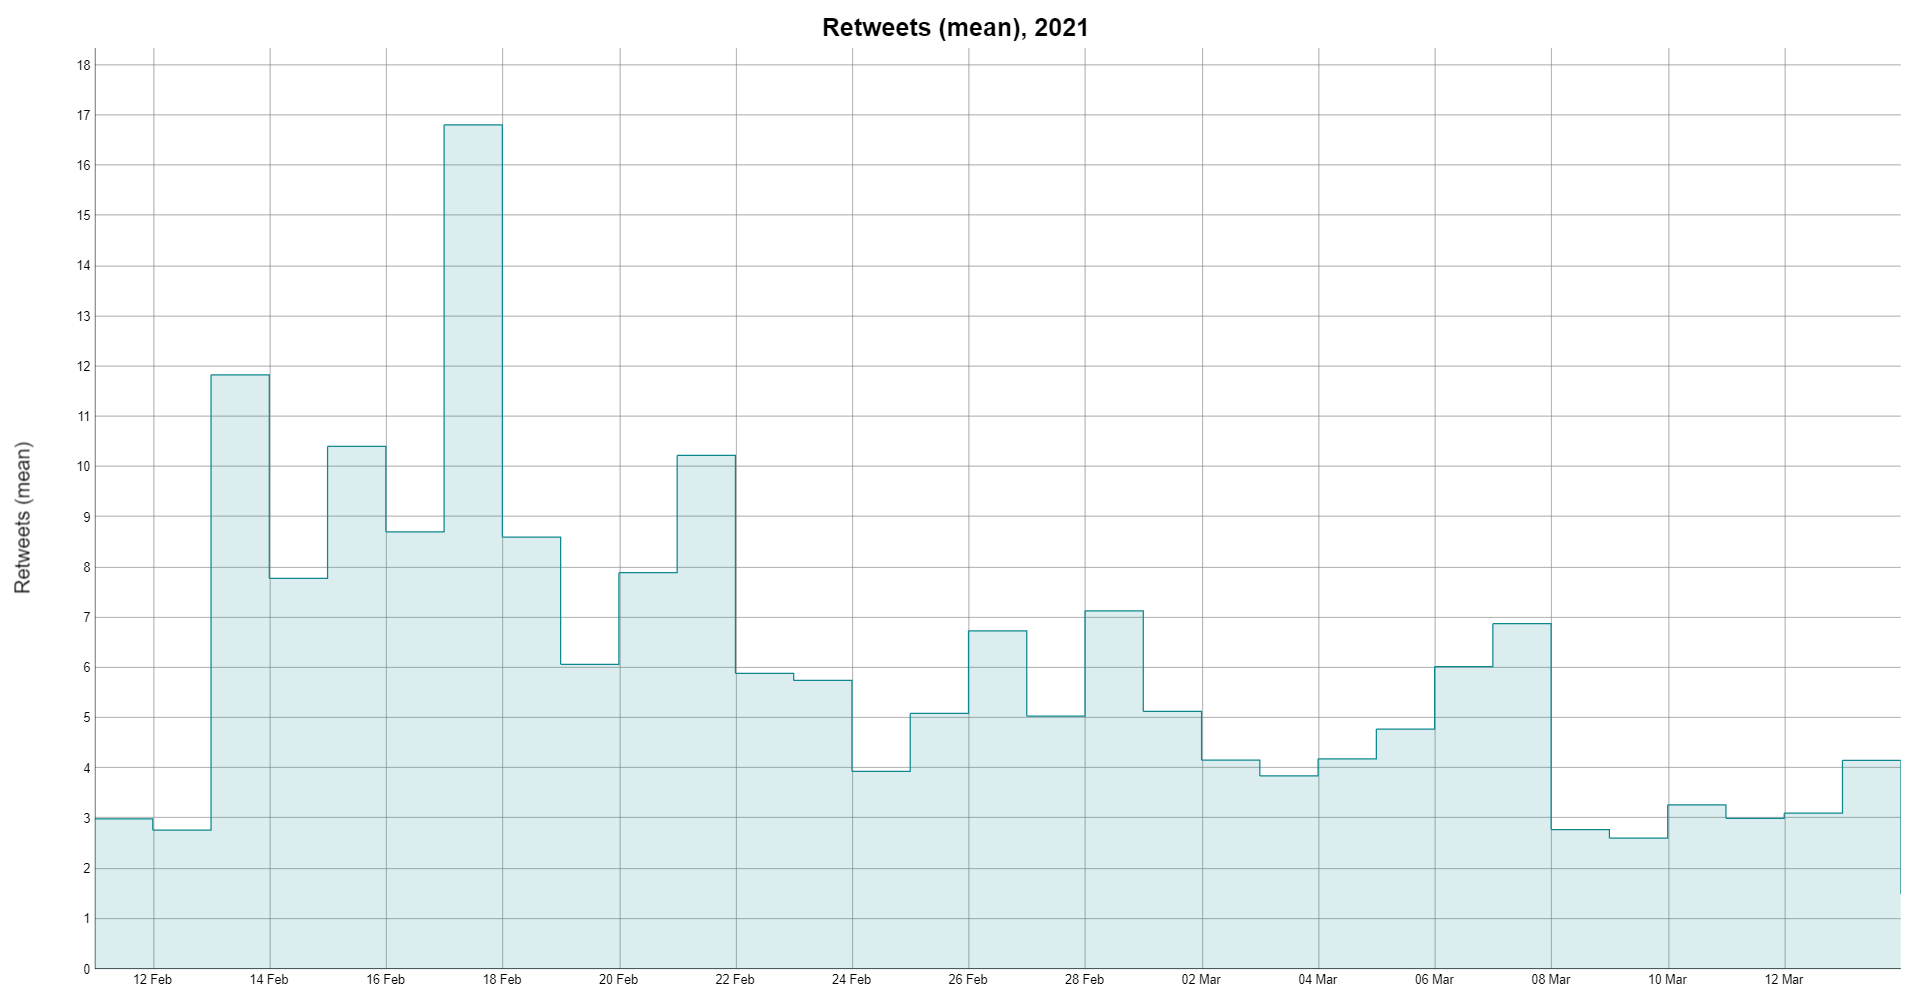 Retweets (mean), 2021
Retweets (mean)
18
17
16
15
14
13
12
11
10
9
8
7
6
5
4
3
2
1
0
12 Feb
14 Feb
16 Feb
18 Feb
20 Feb
22 Feb
24 Feb
26 Feb
28 Feb
02 Mar
04 Mar
06 Mar
08 Mar
10 Mar
12 Mar